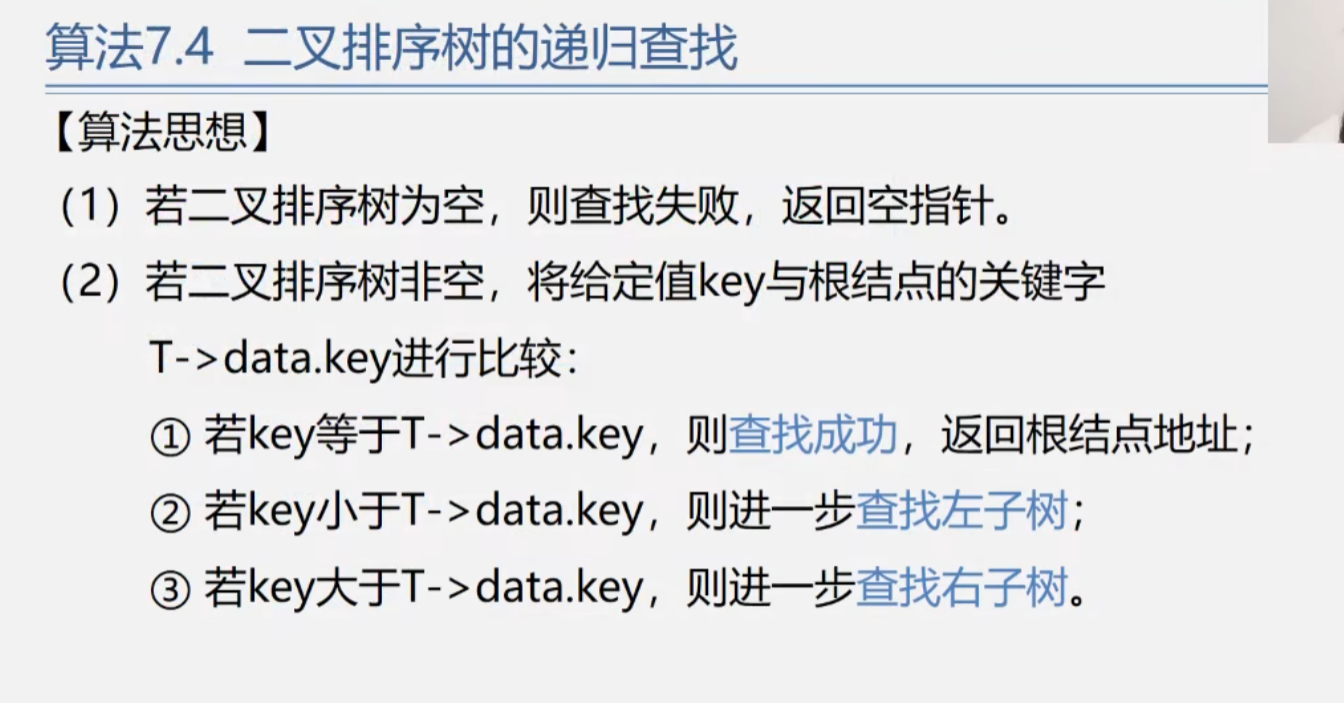 算法7.4 二叉排序树的递归查找
【算法思想】
（1）若二叉排序树为空，则查找失败，返回空指针。
（2）若二叉排序树非空，将给定值key与根结点的关键字
T->data.key进行比较：
① 若key等于T->data.key，则查找成功，返回根结点地址；
② 若key小于T->data.key，则进一步查找左子树；
③ 若key大于T->data.key，则进一步查找右子树。